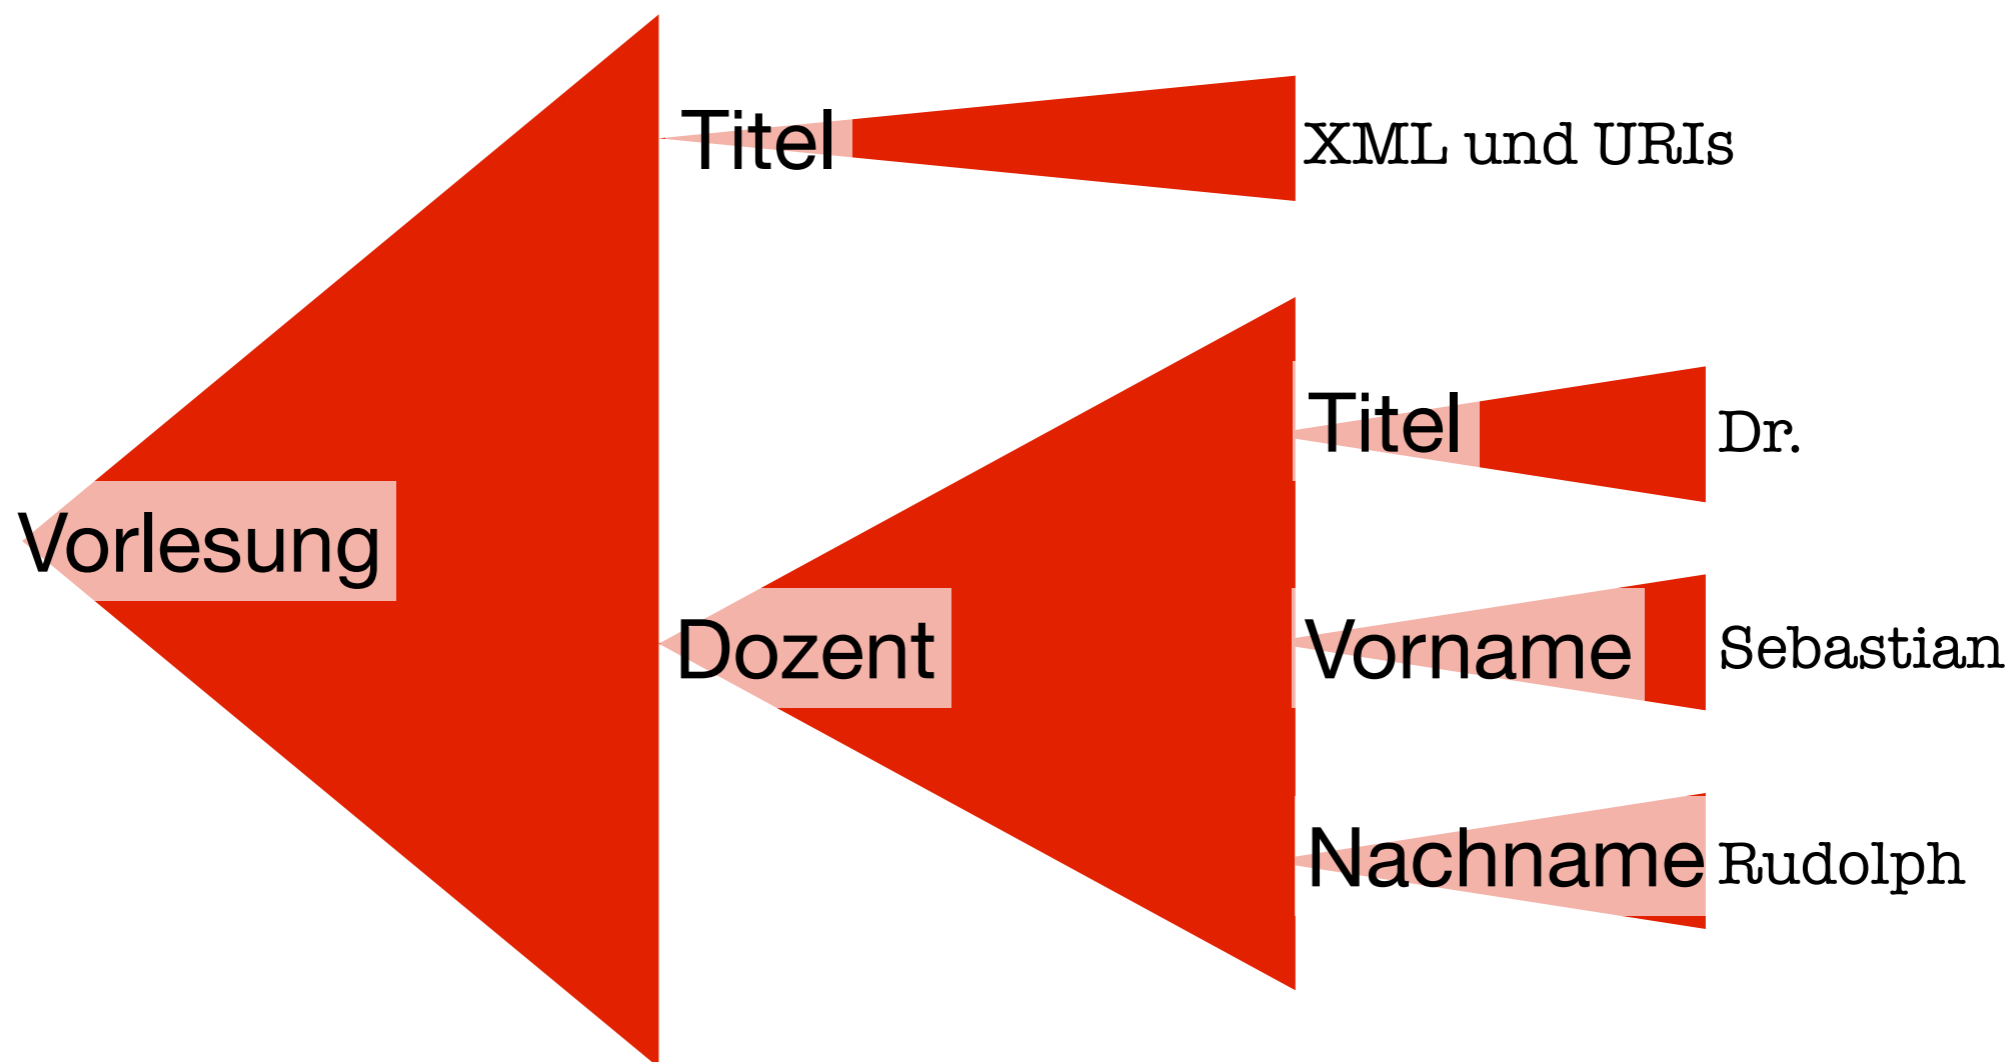 Vorlesung
Titel
XML und URIs
Dozent
Titel
Dr.
Vorname
Sebastian
Nachname
Rudolph